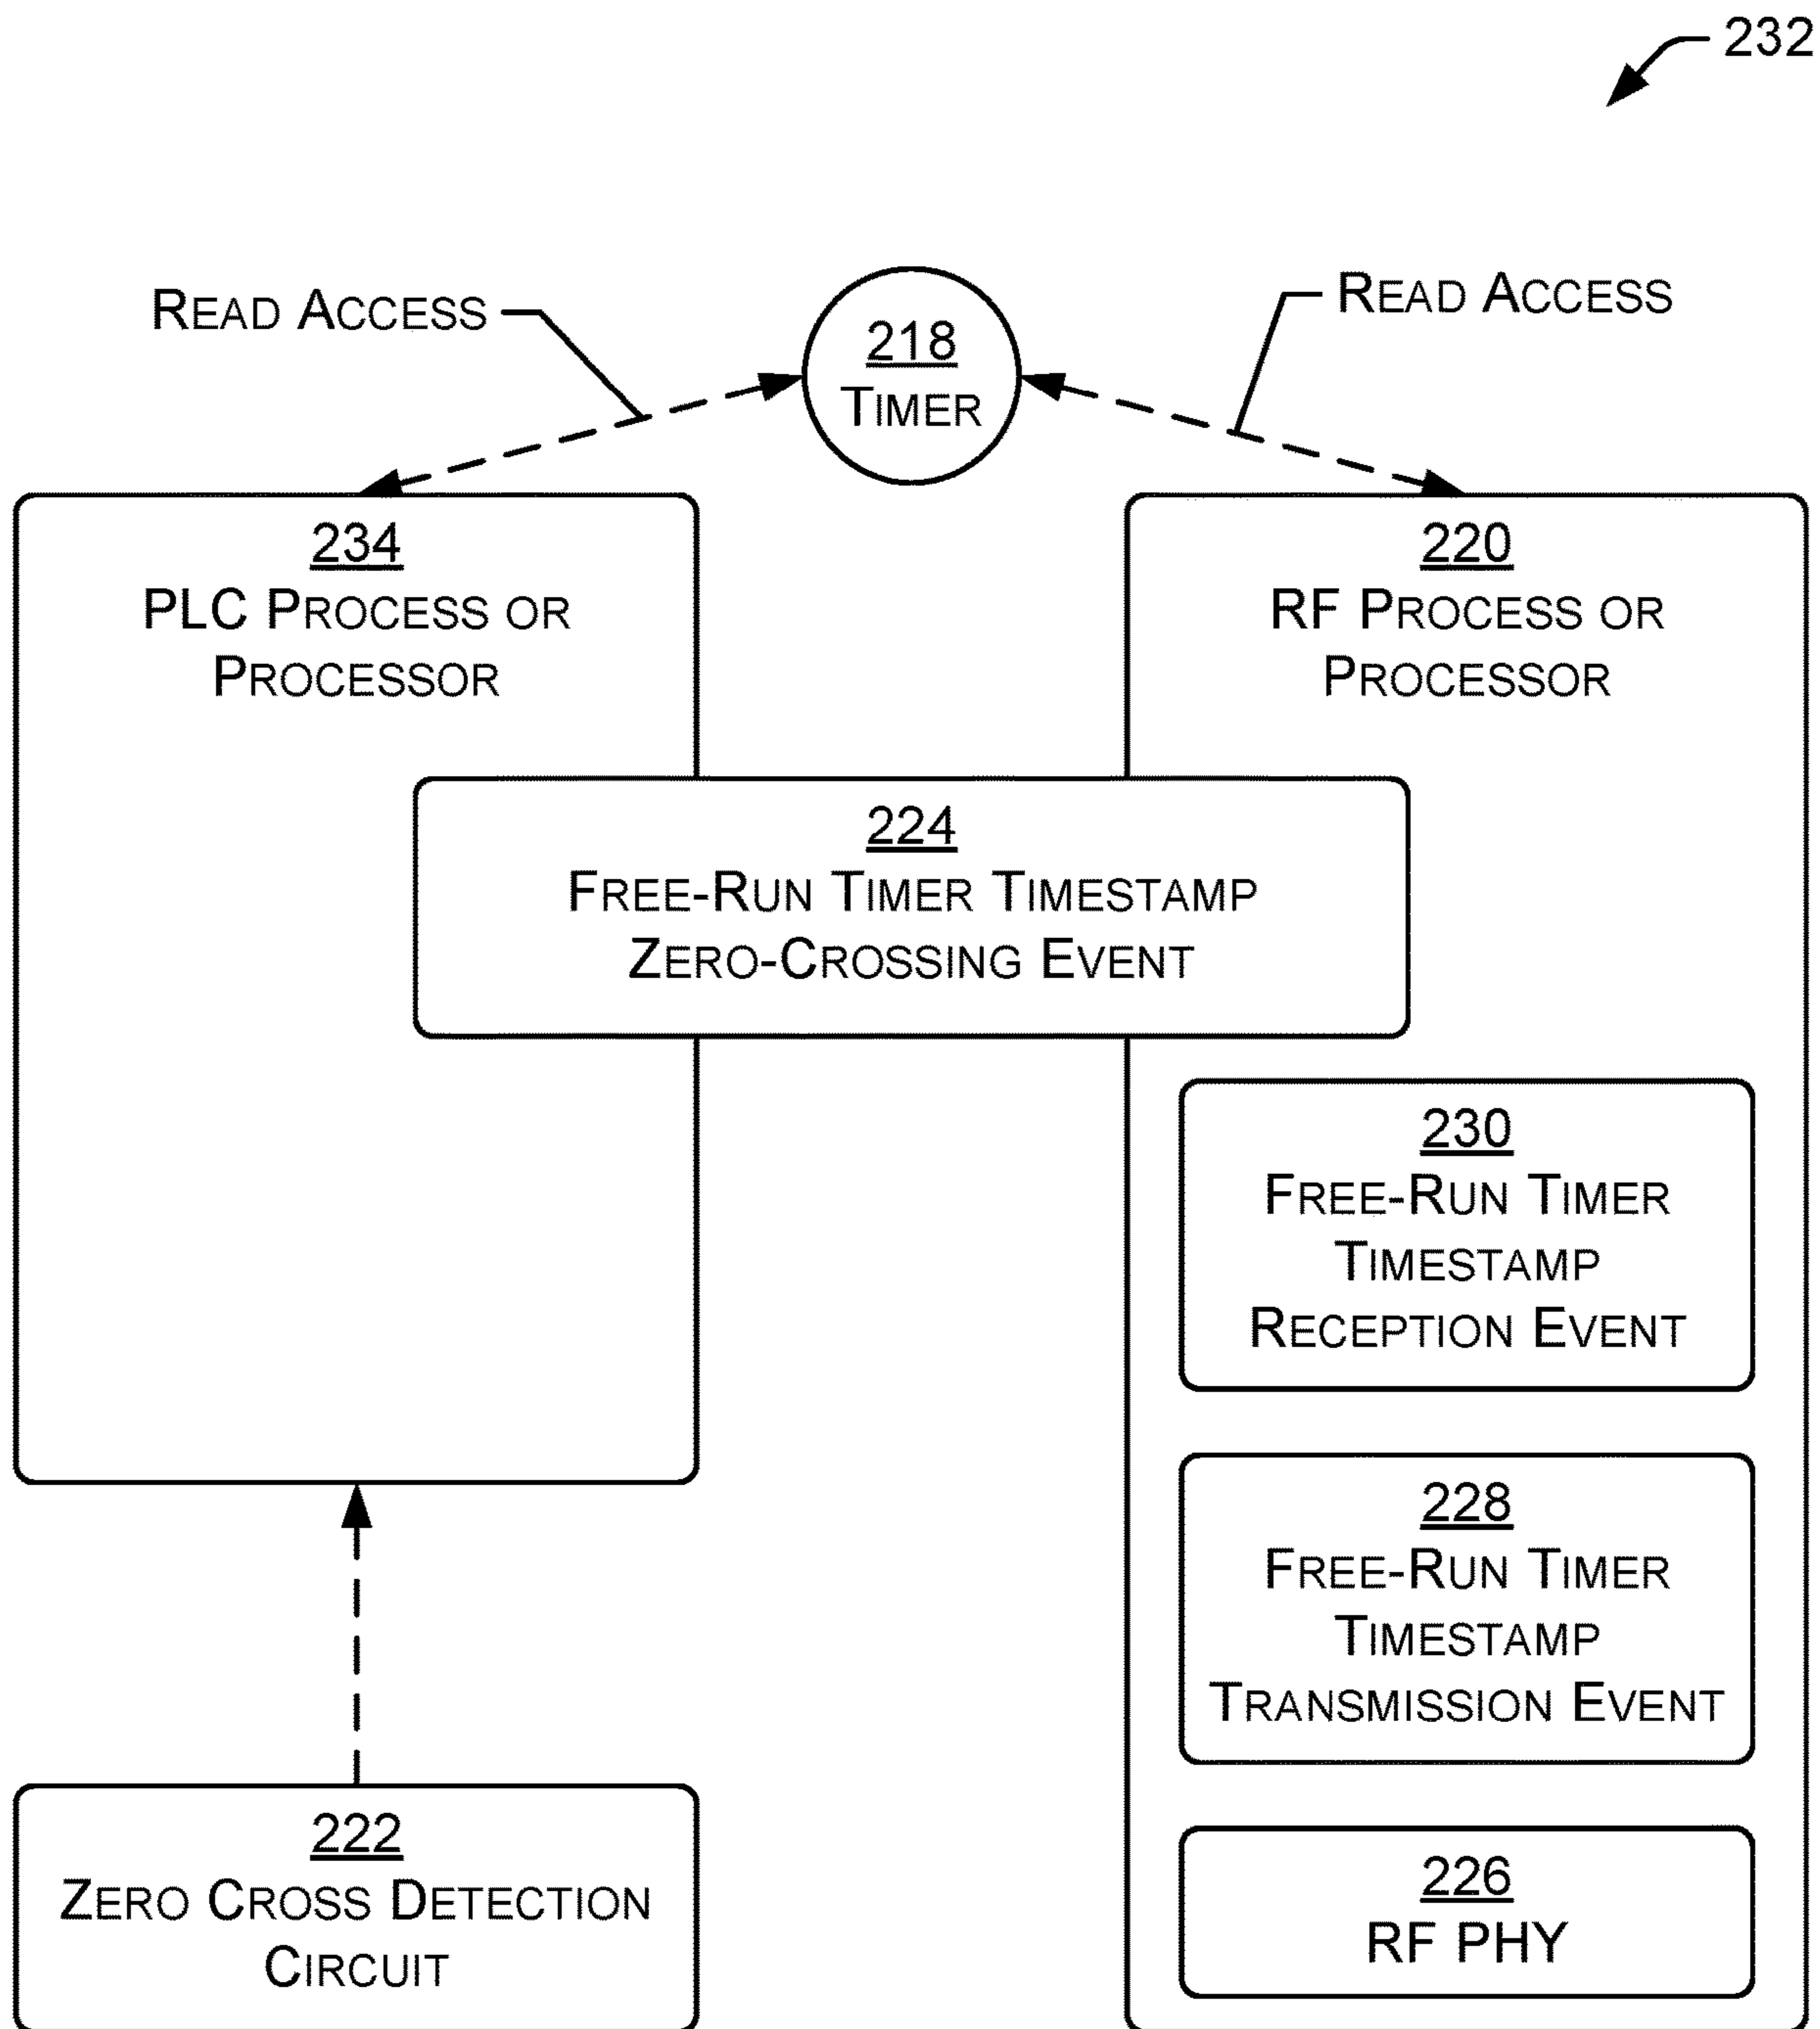 232
READ ACCESS
READ ACCESS
218
TIMER
234
PLC PROCESS OR
PROCESSOR
220
RF PROCESS OR
PROCESSOR
224
FREE-RUN TIMER TIMESTAMP
ZERO-CROSSING EVENT
230
FREE-RUN TIMER
TIMESTAMP
RECEPTION EVENT
228
FREE-RUN TIMER
TIMESTAMP
TRANSMISSION EVENT
222
ZERO CROSS DETECTION
CIRCUIT
226
RF PHY